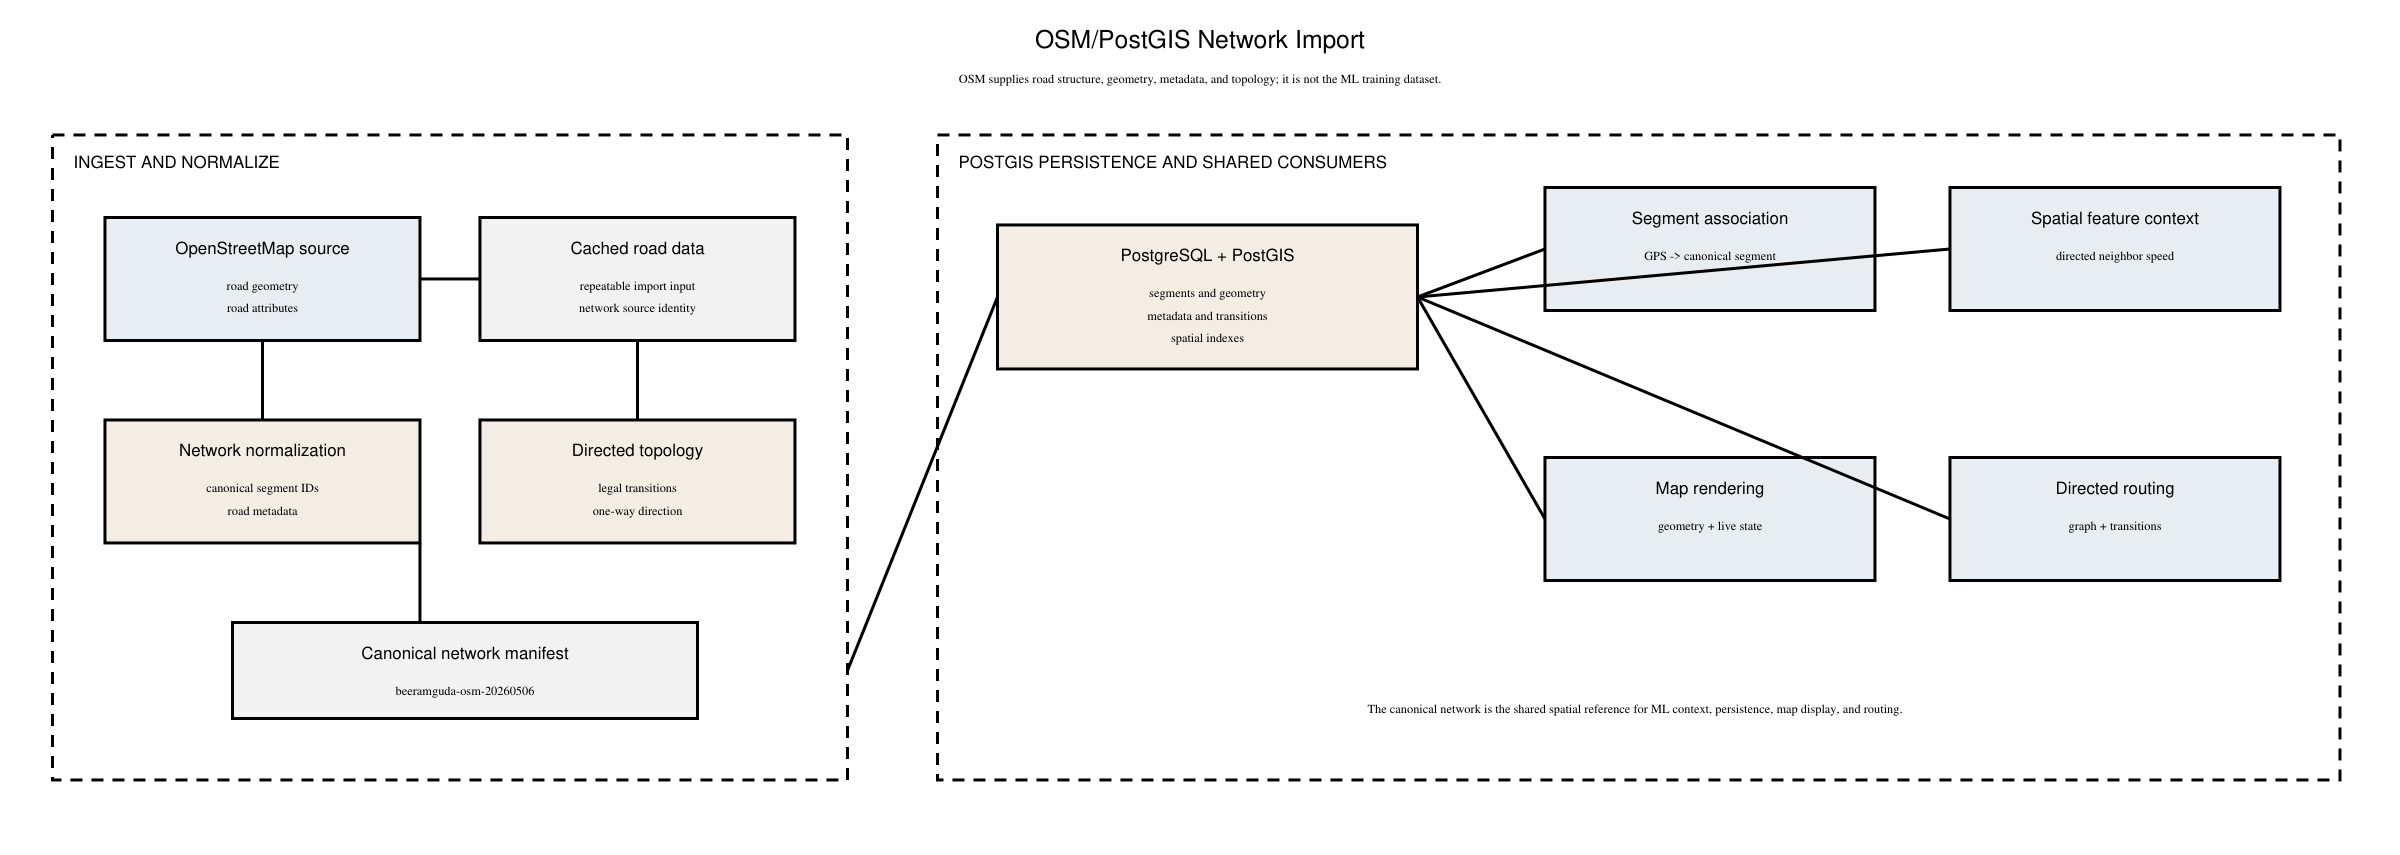 OSM/PostGIS Network Import
OSM supplies road structure, geometry, metadata, and topology; it is not the ML training dataset.
INGEST AND NORMALIZE
OpenStreetMap source
road geometry
road attributes
Cached road data
repeatable import input
network source identity
Network normalization
canonical segment IDs
road metadata
Directed topology
legal transitions
one-way direction
Canonical network manifest
beeramguda-osm-20260506
POSTGIS PERSISTENCE AND SHARED CONSUMERS
PostgreSQL + PostGIS
segments and geometry
metadata and transitions
spatial indexes
Segment association
GPS -> canonical segment
Spatial feature context
directed neighbor speed
Map rendering
geometry + live state
Directed routing
graph + transitions
The canonical network is the shared spatial reference for ML context, persistence, map display, and routing.